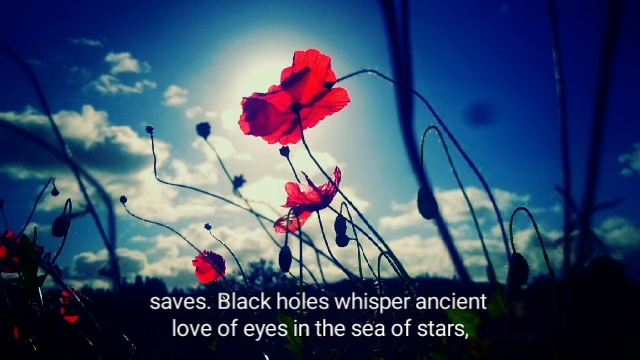 saves. Black holes whisper ancient
love of eyes in the sea of stars,